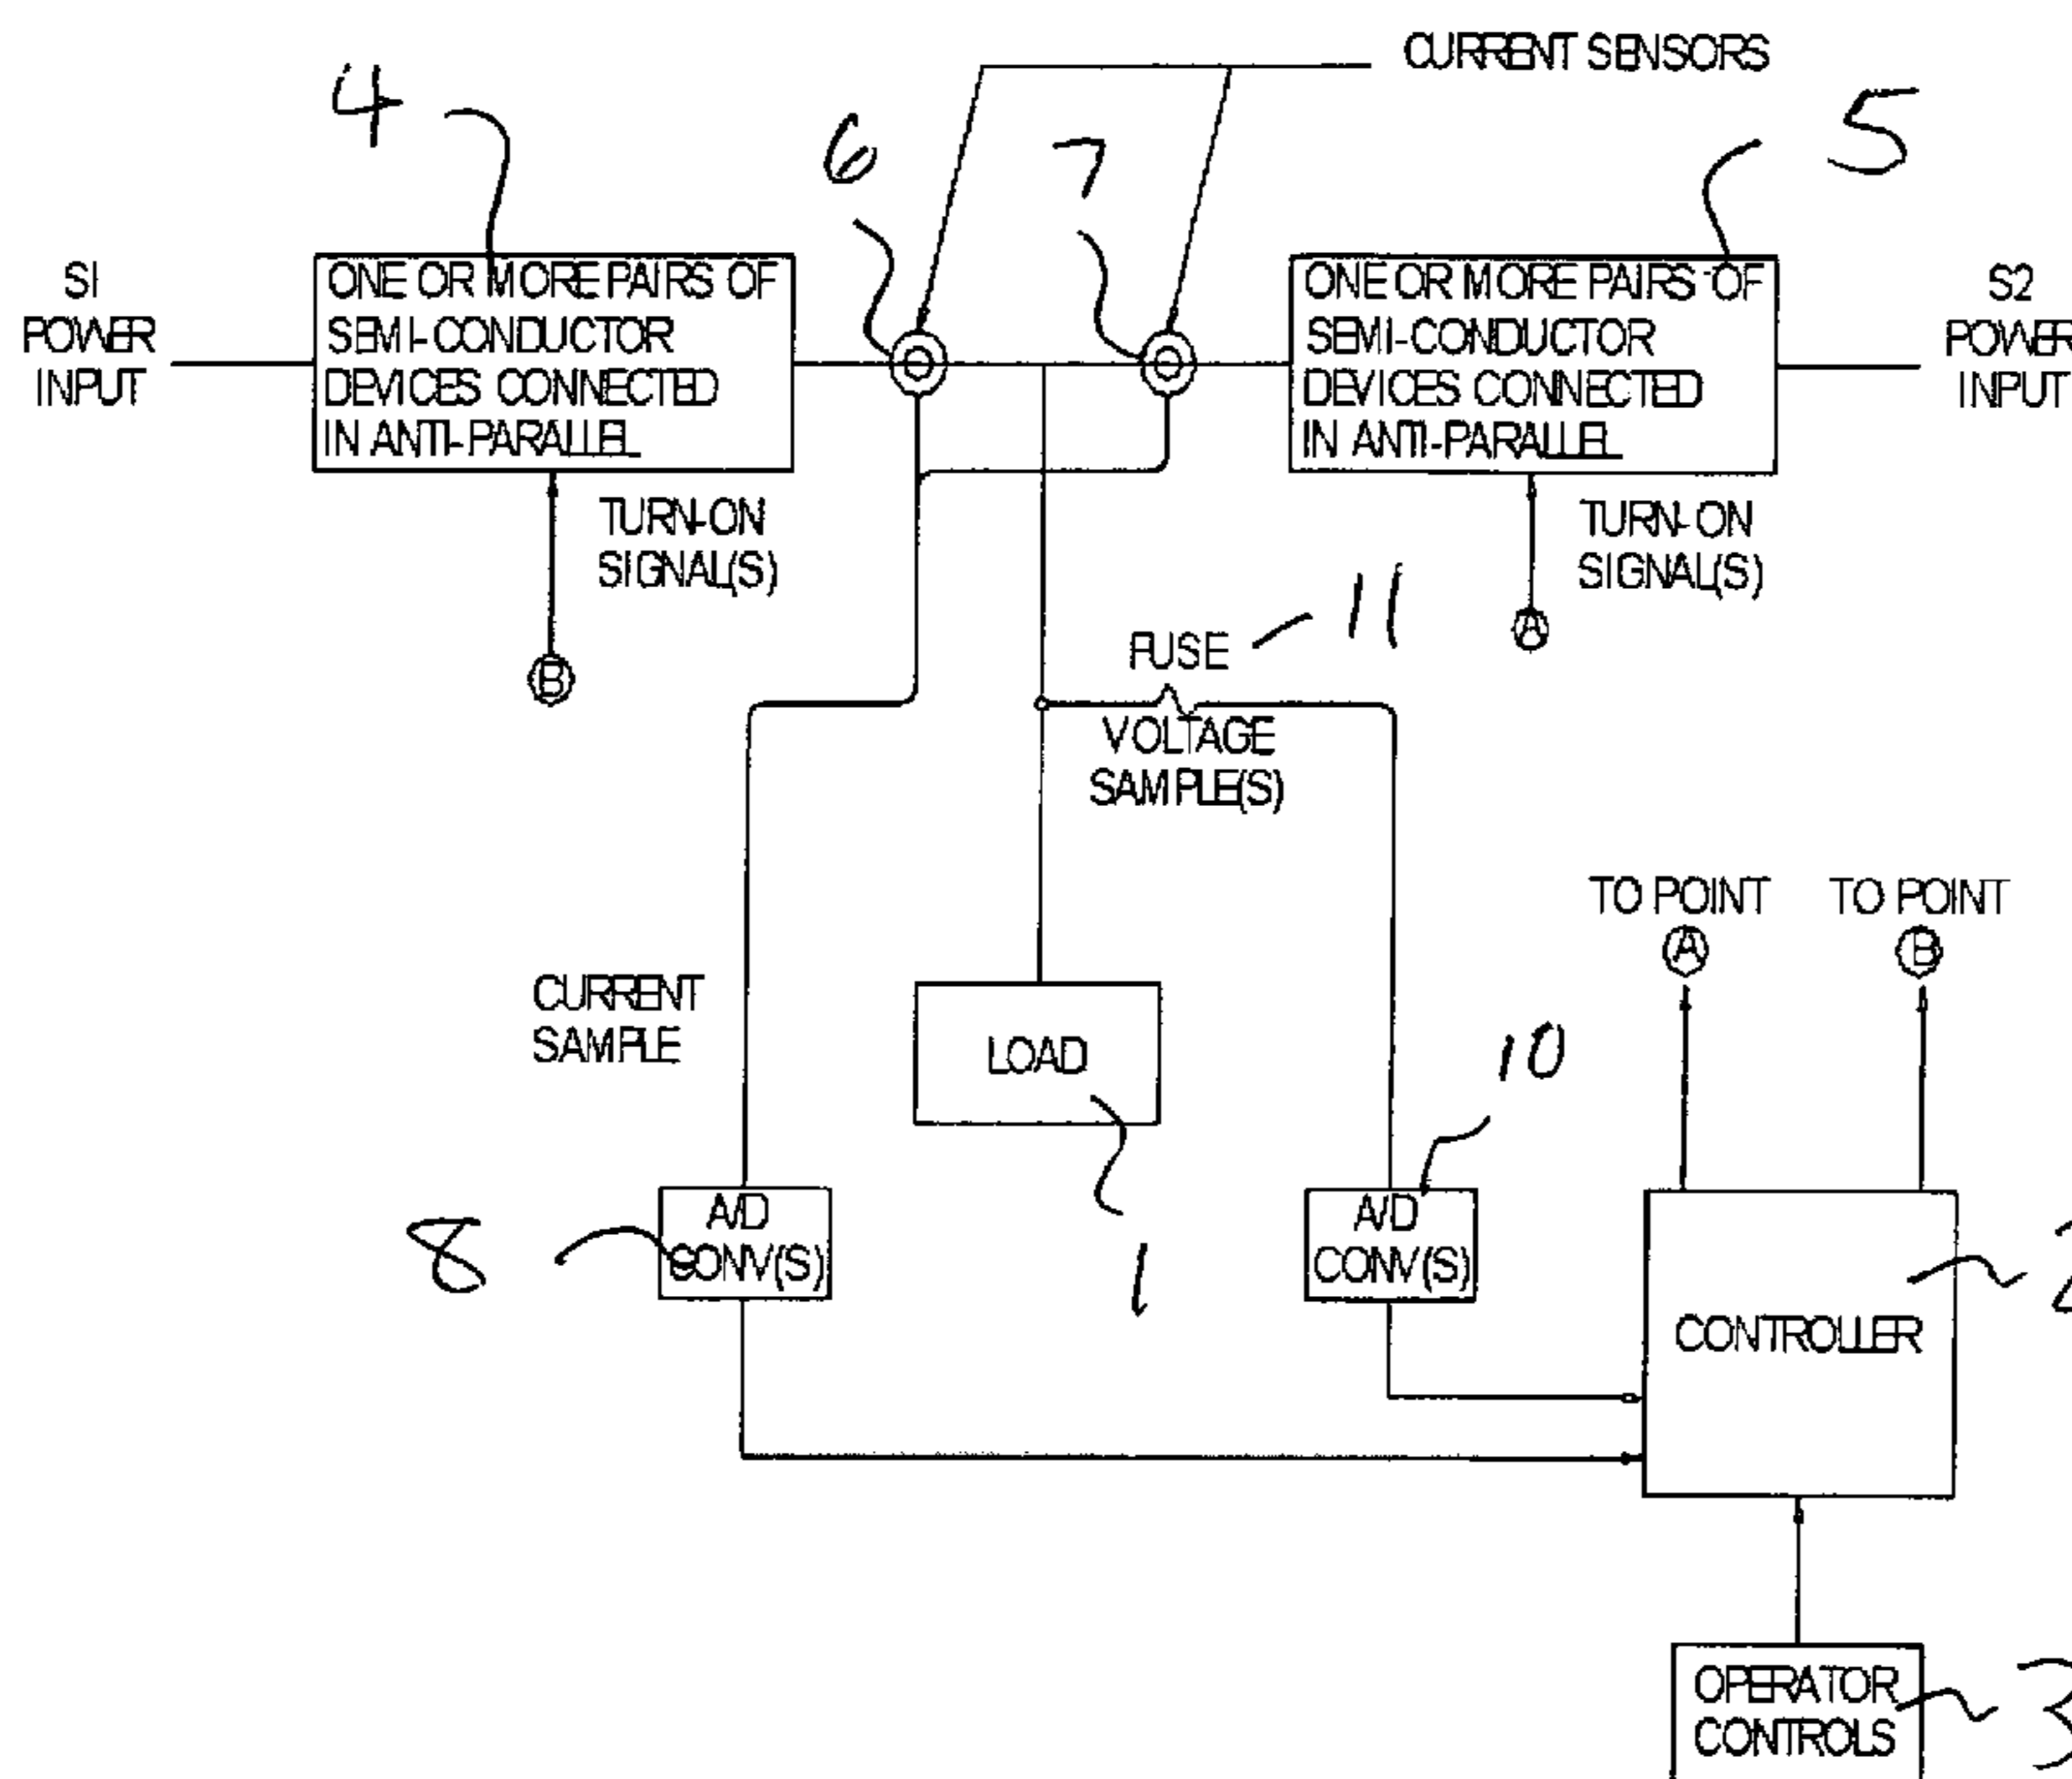 CURRENT SENSORS
4
6
7
5
S1
POWER
INPUT
ONE OR MORE PAIRS OF
SEMI-CONDUCTOR
DEVICES CONNECTED
IN ANTI-PARALLEL
ONE OR MORE PAIRS OF
SEMI-CONDUCTOR
DEVICES CONNECTED
IN ANTI-PARALLEL
S2
POWER
INPUT
TURN-ON
SIGNAL(S)
TURN-ON
SIGNAL(S)
B
A
FUSE
11
VOLTAGE
SAMPLE(S)
TO POINT
A
TO POINT
B
CURRENT
SAMPLE
LOAD
10
8
A/D
CONV(S)
1
A/D
CONV(S)
2
CONTROLLER
OPERATOR
CONTROLS
3